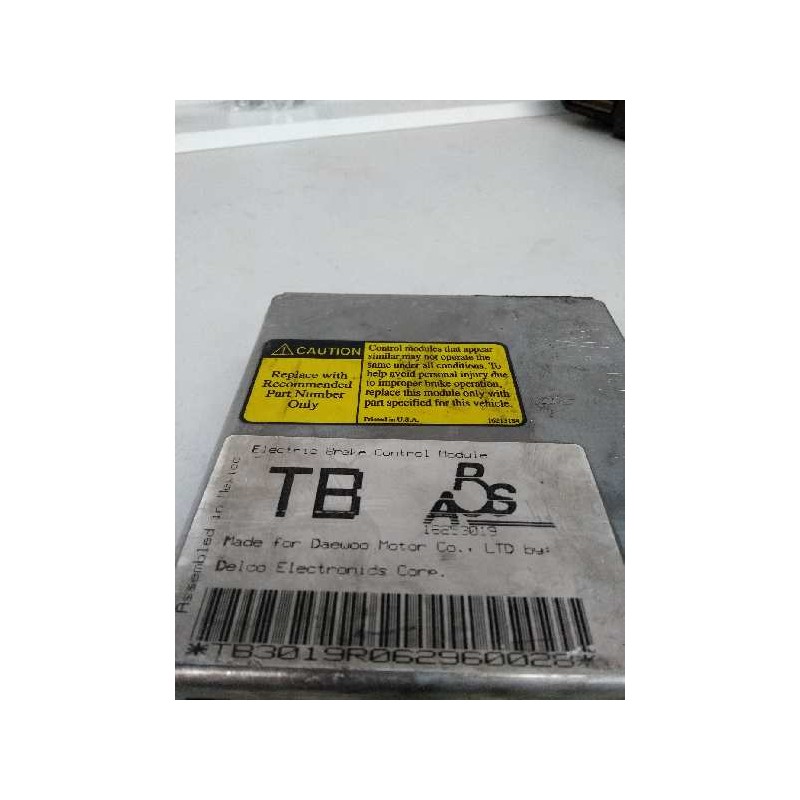 CAUTION
Replace with
Recommended
Part Number
Only
Control modules that appear
similar may not operate the
same under all conditions. To
help avoid personal injury due
to improper brake operation,
replace this module only with
part specified for this vehicle.
Printed in U.S.A.
16213184
Electric Brake Control Module
Assembled in Mexico
TB
ABS
16253019
Made for Daewoo Motor Co., LTD by:
Delco Electronics Corp.
*TB3019R062960028*